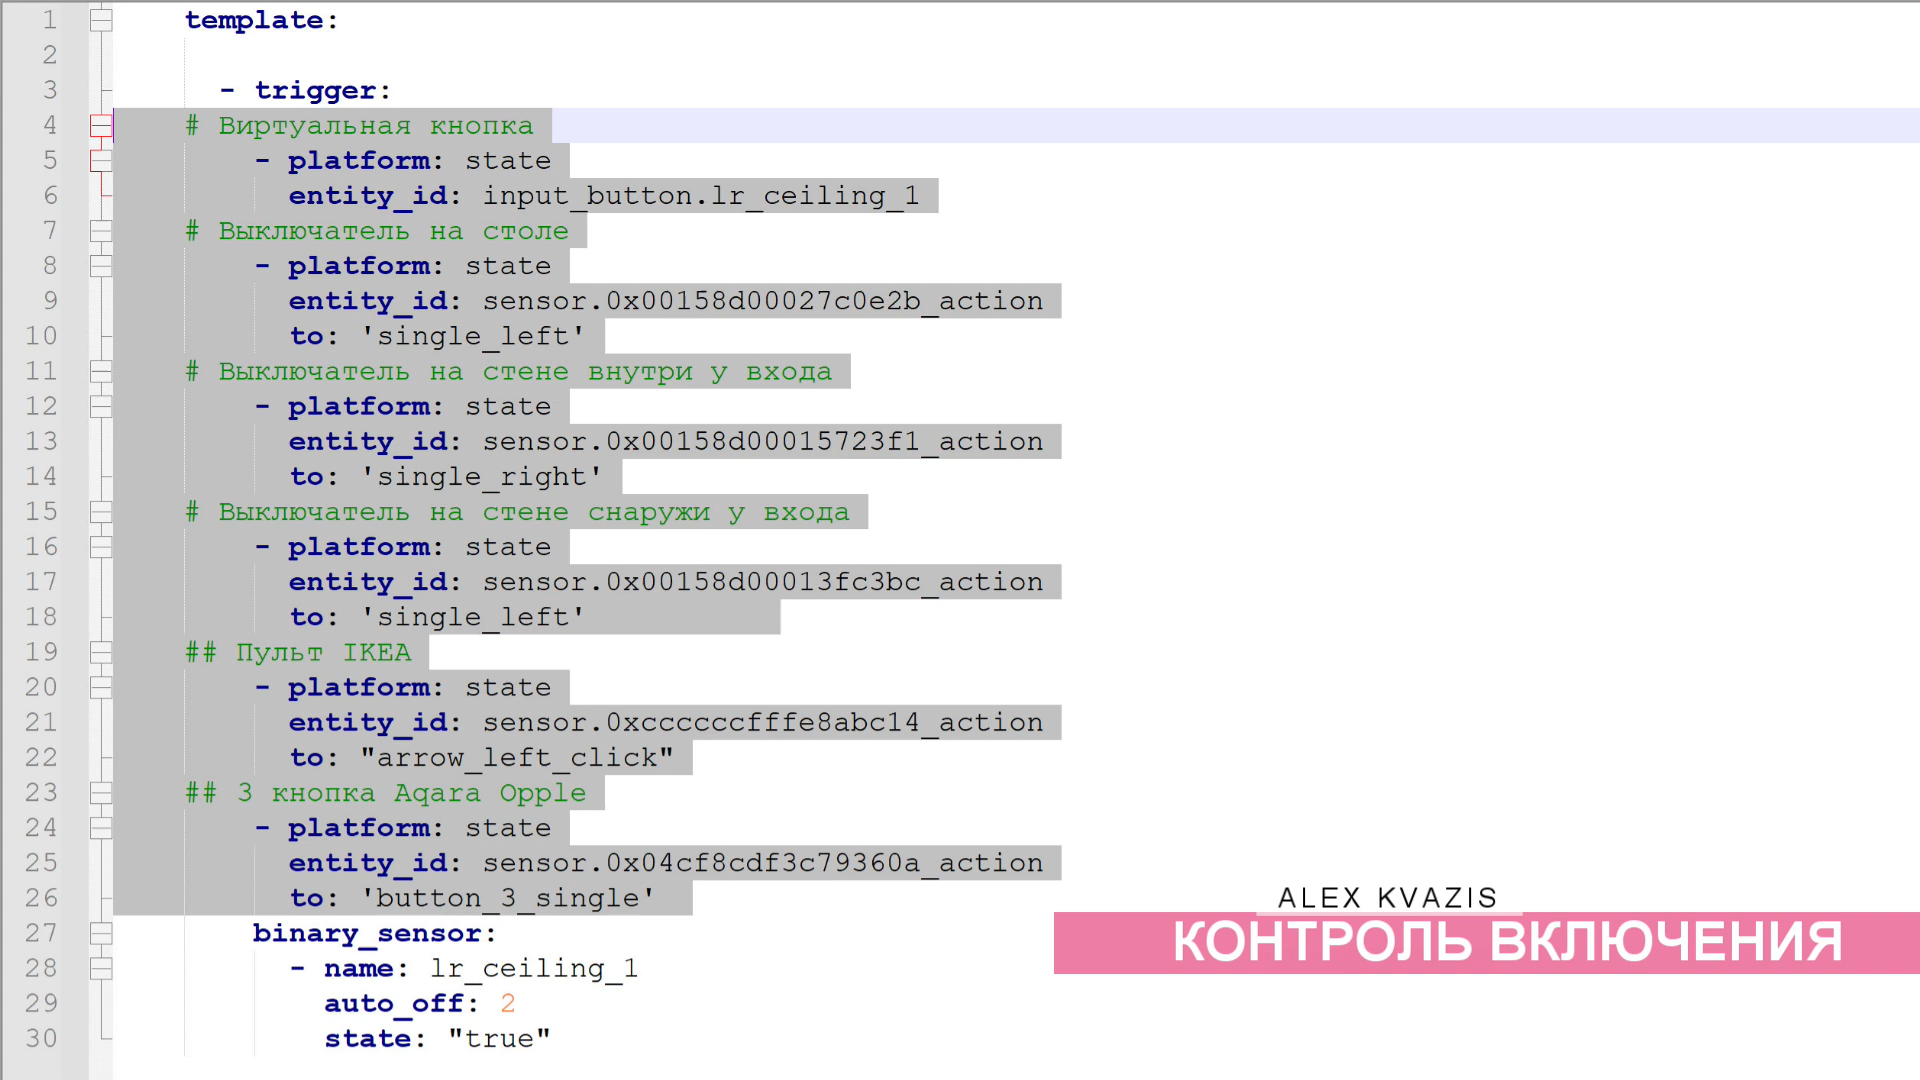 1 template:
2
3 - trigger:
4 # Виртуальная кнопка
5 - platform: state
6 entity_id: input_button.lr_ceiling_1
7 # Выключатель на столе
8 - platform: state
9 entity_id: sensor.0x00158d00027c0e2b_action
10 to: 'single_left'
11 # Выключатель на стене внутри у входа
12 - platform: state
13 entity_id: sensor.0x00158d00015723f1_action
14 to: 'single_right'
15 # Выключатель на стене снаружи у входа
16 - platform: state
17 entity_id: sensor.0x00158d00013fc3bc_action
18 to: 'single_left'
19 ## Пульт IKEA
20 - platform: state
21 entity_id: sensor.0xccccccfffe8abc14_action
22 to: "arrow_left_click"
23 ## 3 кнопка Aqara Opple
24 - platform: state
25 entity_id: sensor.0x04cf8cdf3c79360a_action
26 to: 'button_3_single'
27 binary_sensor:
28 - name: lr_ceiling_1
29 auto_off: 2
30 state: "true"
ALEX KVAZIS
КОНТРОЛЬ ВКЛЮЧЕНИЯ